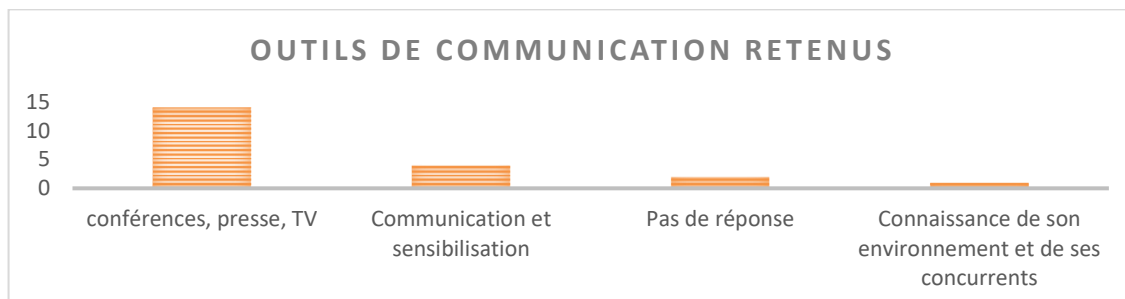 OUTILS DE COMMUNICATION RETENUS
15
10
5
0
conférences, presse, TV
Communication et
sensibilisation
Pas de réponse
Connaissance de son
environnement et de ses
concurrents